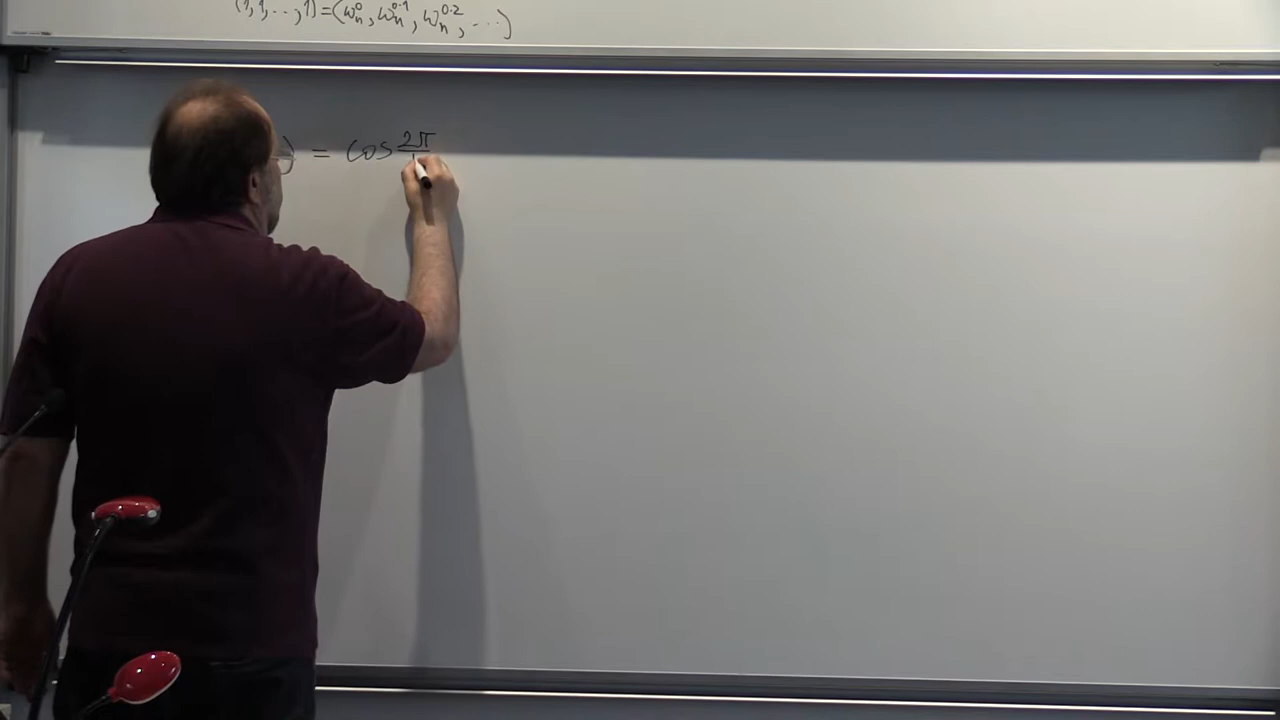 (1,1,...,1)=(ω_n^0, ω_n^{0·1}, ω_n^{0·2}, ...)
) = cos 2π